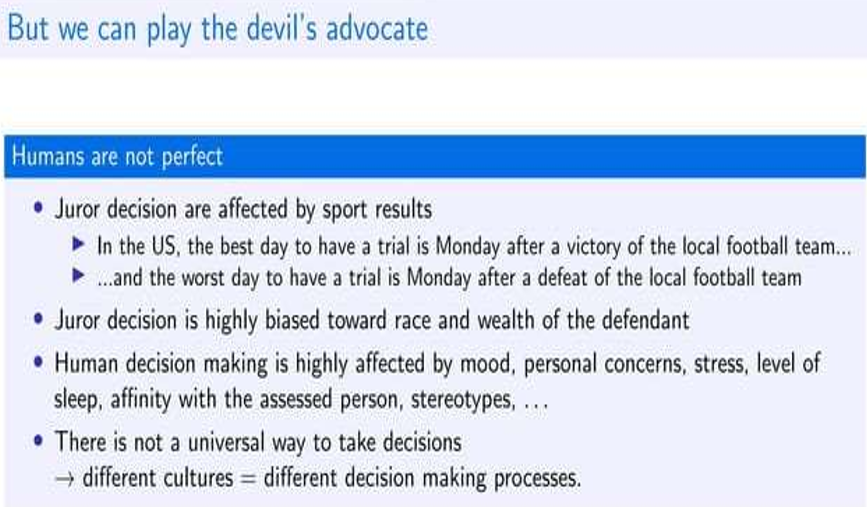 But we can play the devil's advocate
Humans are not perfect
• Juror decision are affected by sport results
▶ In the US, the best day to have a trial is Monday after a victory of the local football team...
▶ ...and the worst day to have a trial is Monday after a defeat of the local football team
• Juror decision is highly biased toward race and wealth of the defendant
• Human decision making is highly affected by mood, personal concerns, stress, level of
sleep, affinity with the assessed person, stereotypes, ...
• There is not a universal way to take decisions
→ different cultures = different decision making processes.